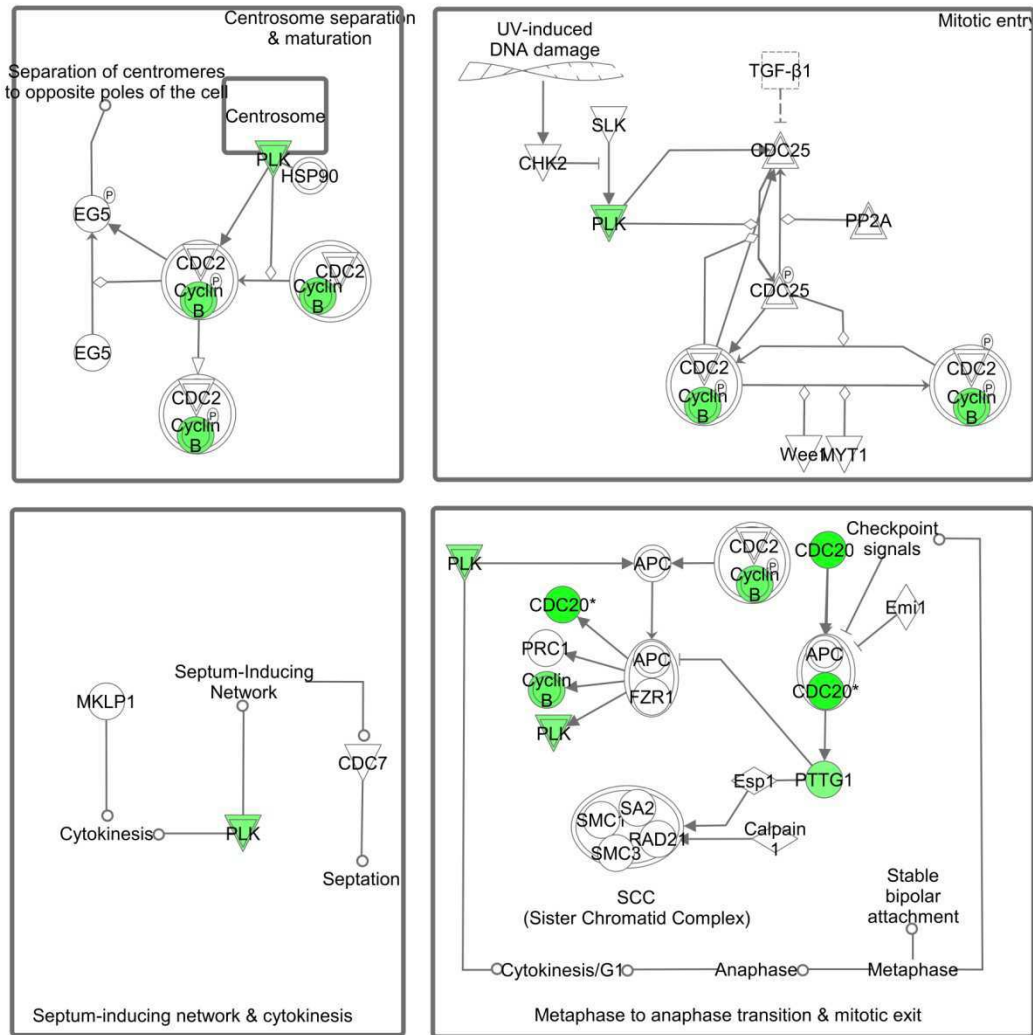 Centrosome separation
& maturation
Separation of centromeres
to opposite poles of the cell
Centrosome
PLK
HSP90
P
EG5
CDC2
P
Cyclin
B
CDC2
Cyclin
B
EG5
CDC2
P
Cyclin
B
Mitotic entry
UV-induced
DNA damage
TGF-β1
SLK
CDC25
CHK2
PLK
PP2A
P
CDC25
CDC2
P
Cyclin
B
P
CDC2
P
Cyclin
B
Wee1
MYT1
MKLP1
Septum-Inducing
Network
CDC7
Cytokinesis
PLK
Septation
Septum-inducing network & cytokinesis
PLK
APC
CDC2
P
Cyclin
B
CDC20
Checkpoint
signals
CDC20*
Emi1
PRC1
APC
APC
Cyclin
B
FZR1
CDC20*
PLK
Esp1
PTTG1
SA2
SMC1
RAD21
SMC3
Calpain
1
SCC
(Sister Chromatid Complex)
Stable
bipolar
attachment
Cytokinesis/G1
Anaphase
Metaphase
Metaphase to anaphase transition & mitotic exit